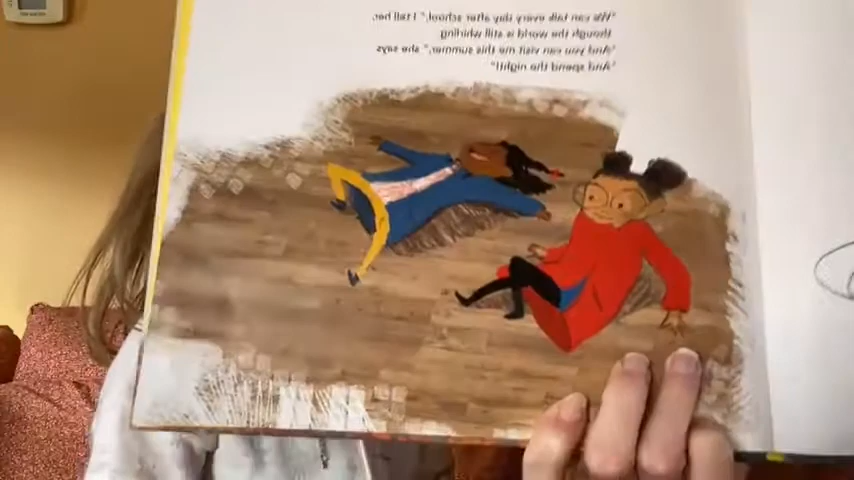 "We can talk every day after school," I tell her,
though the world is still whirling.
"And you can visit me this summer," she says
"And spend the night!"